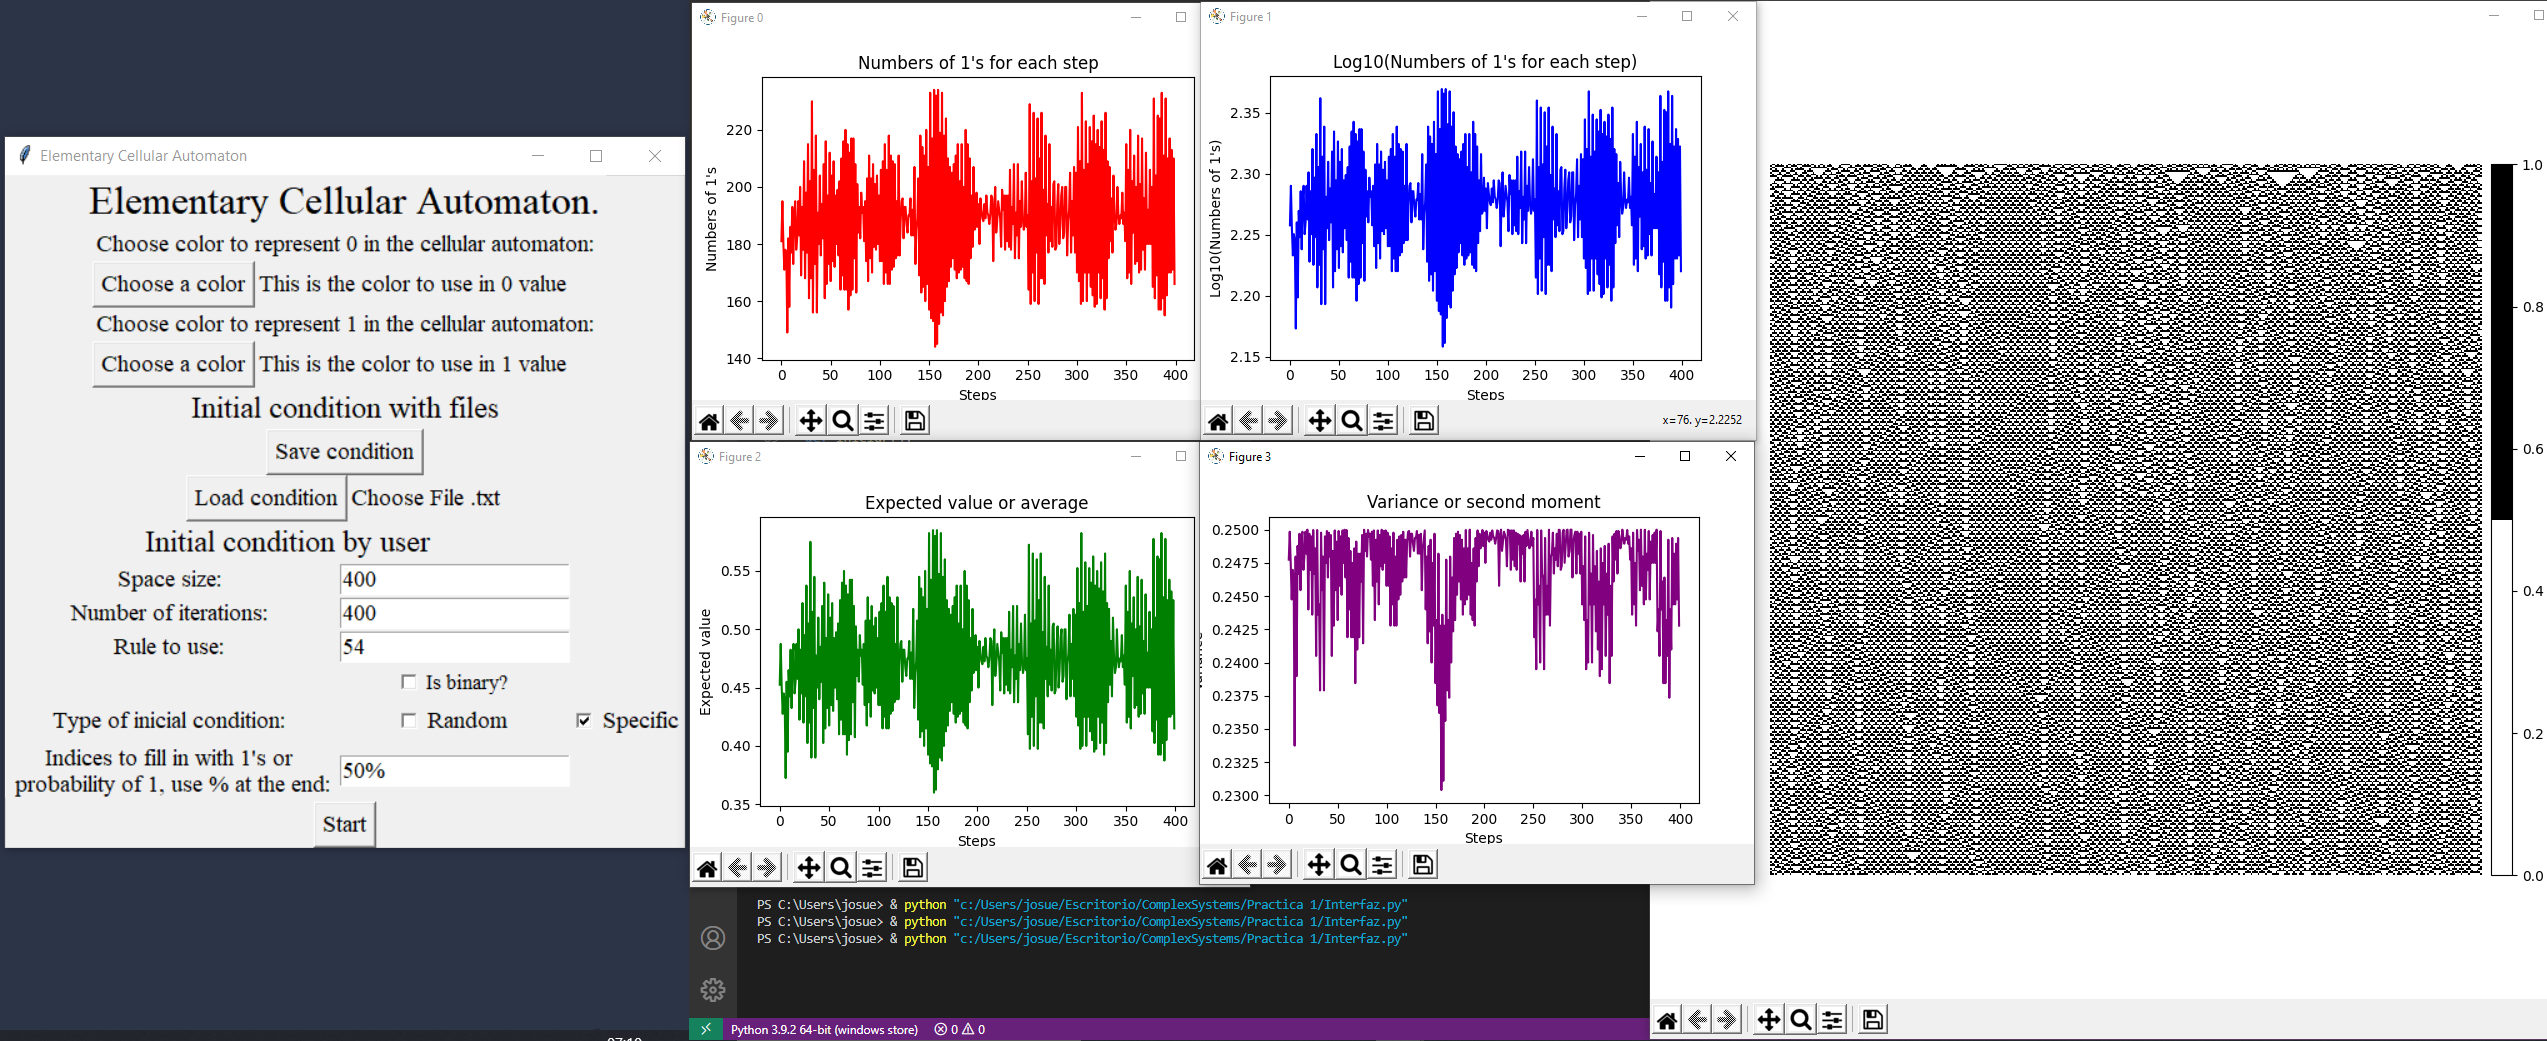 Elementary Cellular Automaton
Elementary Cellular Automaton.
Choose color to represent 0 in the cellular automaton:
Choose a color This is the color to use in 0 value
Choose color to represent 1 in the cellular automaton:
Choose a color This is the color to use in 1 value
Initial condition with files
Save condition
Load condition Choose File .txt
Initial condition by user
Space size: 400
Number of iterations: 400
Rule to use: 54
Is binary?
Type of inicial condition: Random Specific
Indices to fill in with 1's or
probability of 1, use % at the end: 50%
Start
Figure 0
Numbers of 1's for each step
Numbers of 1's
220
200
180
160
140
0 50 100 150 200 250 300 350 400
Steps
Figure 1
Log10(Numbers of 1's for each step)
Log10(Numbers of 1's)
2.35
2.30
2.25
2.20
2.15
0 50 100 150 200 250 300 350 400
Steps
x=76. y=2.2252
Figure 2
Expected value or average
Expected value
0.55
0.50
0.45
0.40
0.35
0 50 100 150 200 250 300 350 400
Steps
Figure 3
Variance or second moment
0.2500
0.2475
0.2450
0.2425
0.2400
0.2375
0.2350
0.2325
0.2300
0 50 100 150 200 250 300 350 400
Steps
1.0
0.8
0.6
0.4
0.2
0.0
PS C:\Users\josue> & python "c:/Users/josue/Escritorio/ComplexSystems/Practica 1/Interfaz.py"
PS C:\Users\josue> & python "c:/Users/josue/Escritorio/ComplexSystems/Practica 1/Interfaz.py"
PS C:\Users\josue> & python "c:/Users/josue/Escritorio/ComplexSystems/Practica 1/Interfaz.py"
Python 3.9.2 64-bit (windows store) 0 0